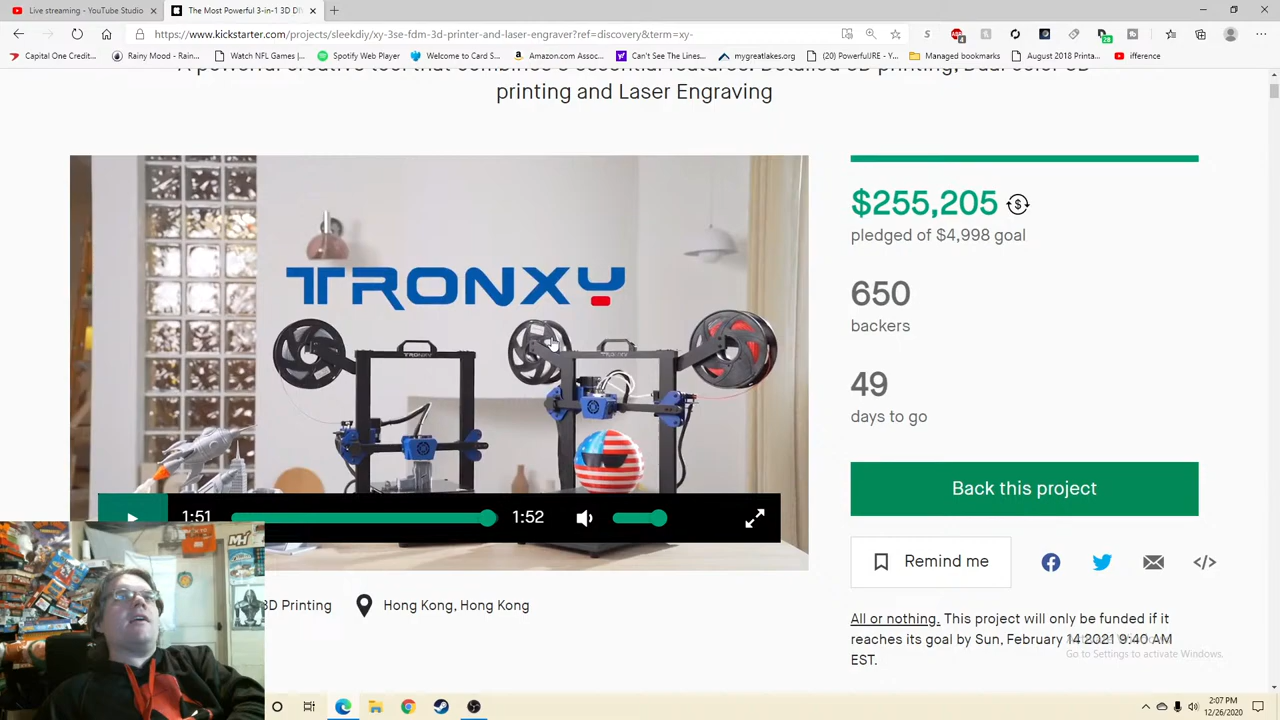 Live streaming - YouTube Studio
The Most Powerful 3-in-1 3D DIY
https://www.kickstarter.com/projects/sleekdiy/xy-3se-fdm-3d-printer-and-laser-engraver?ref=discovery&term=xy-
Capital One Credit...
Rainy Mood • Rain...
Watch NFL Games |...
Spotify Web Player
Welcome to Card S...
Amazon.com Assoc...
Can't See The Lines...
mygreatlakes.org
(20) PowerfulJRE - Y...
Managed bookmarks
August 2018 Printa...
ifference
printing and Laser Engraving
TRONXY
$255,205
pledged of $4,998 goal
650
backers
49
days to go
Back this project
1:51
1:52
Remind me
3D Printing
Hong Kong, Hong Kong
All or nothing. This project will only be funded if it
reaches its goal by Sun, February 14 2021 9:40 AM
EST.
Go to Settings to activate Windows.
2:07 PM
12/26/2020